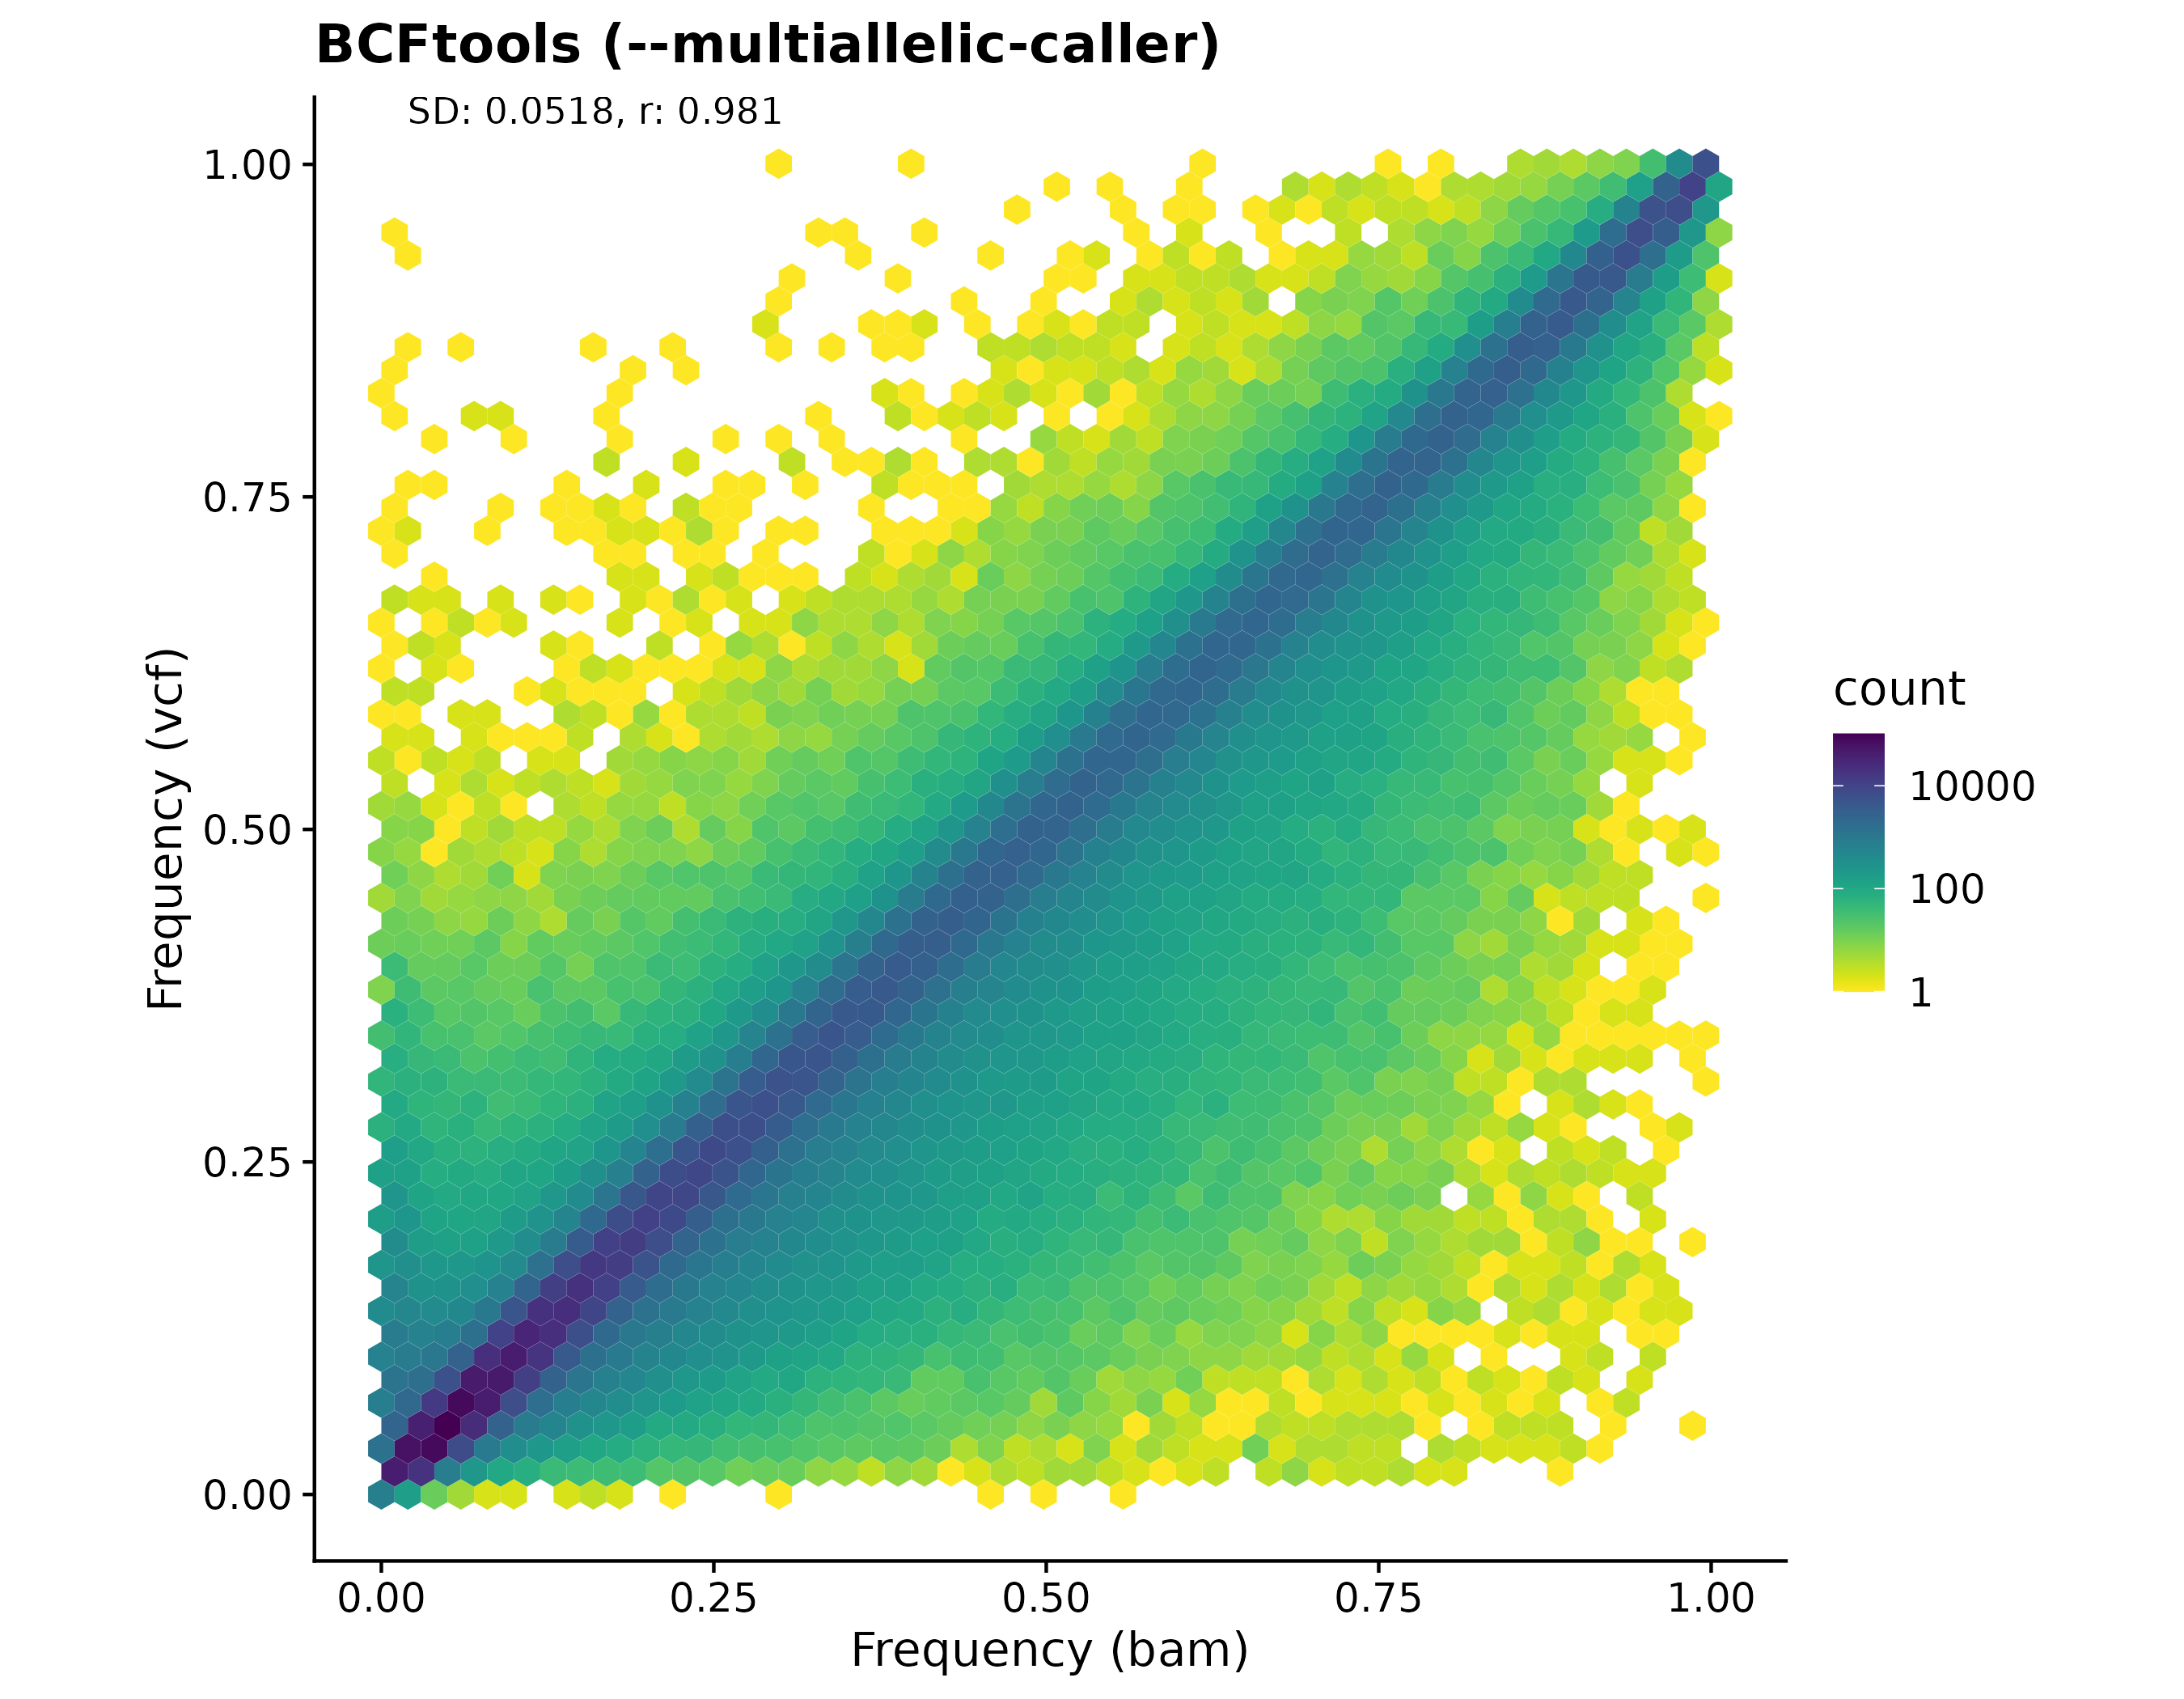 BCFtools (--multiallelic-caller)
SD: 0.0518, r: 0.981
1.00
0.75
0.50
0.25
0.00
Frequency (vcf)
0.00 0.25 0.50 0.75 1.00
Frequency (bam)
count
10000
100
1